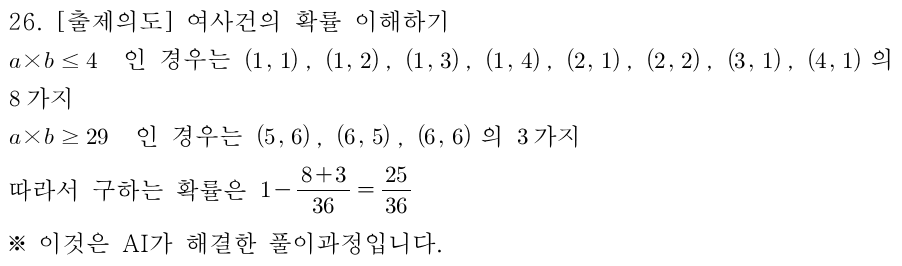 26. [출제의도] 여사건의 확률 이해하기
a×b ≤ 4 인 경우는 (1, 1), (1, 2), (1, 3), (1, 4), (2, 1), (2, 2), (3, 1), (4, 1) 의
8가지
a×b ≥ 29 인 경우는 (5, 6), (6, 5), (6, 6) 의 3가지
따라서 구하는 확률은 1 − (8+3)/36 = 25/36
※ 이것은 AI가 해결한 풀이과정입니다.